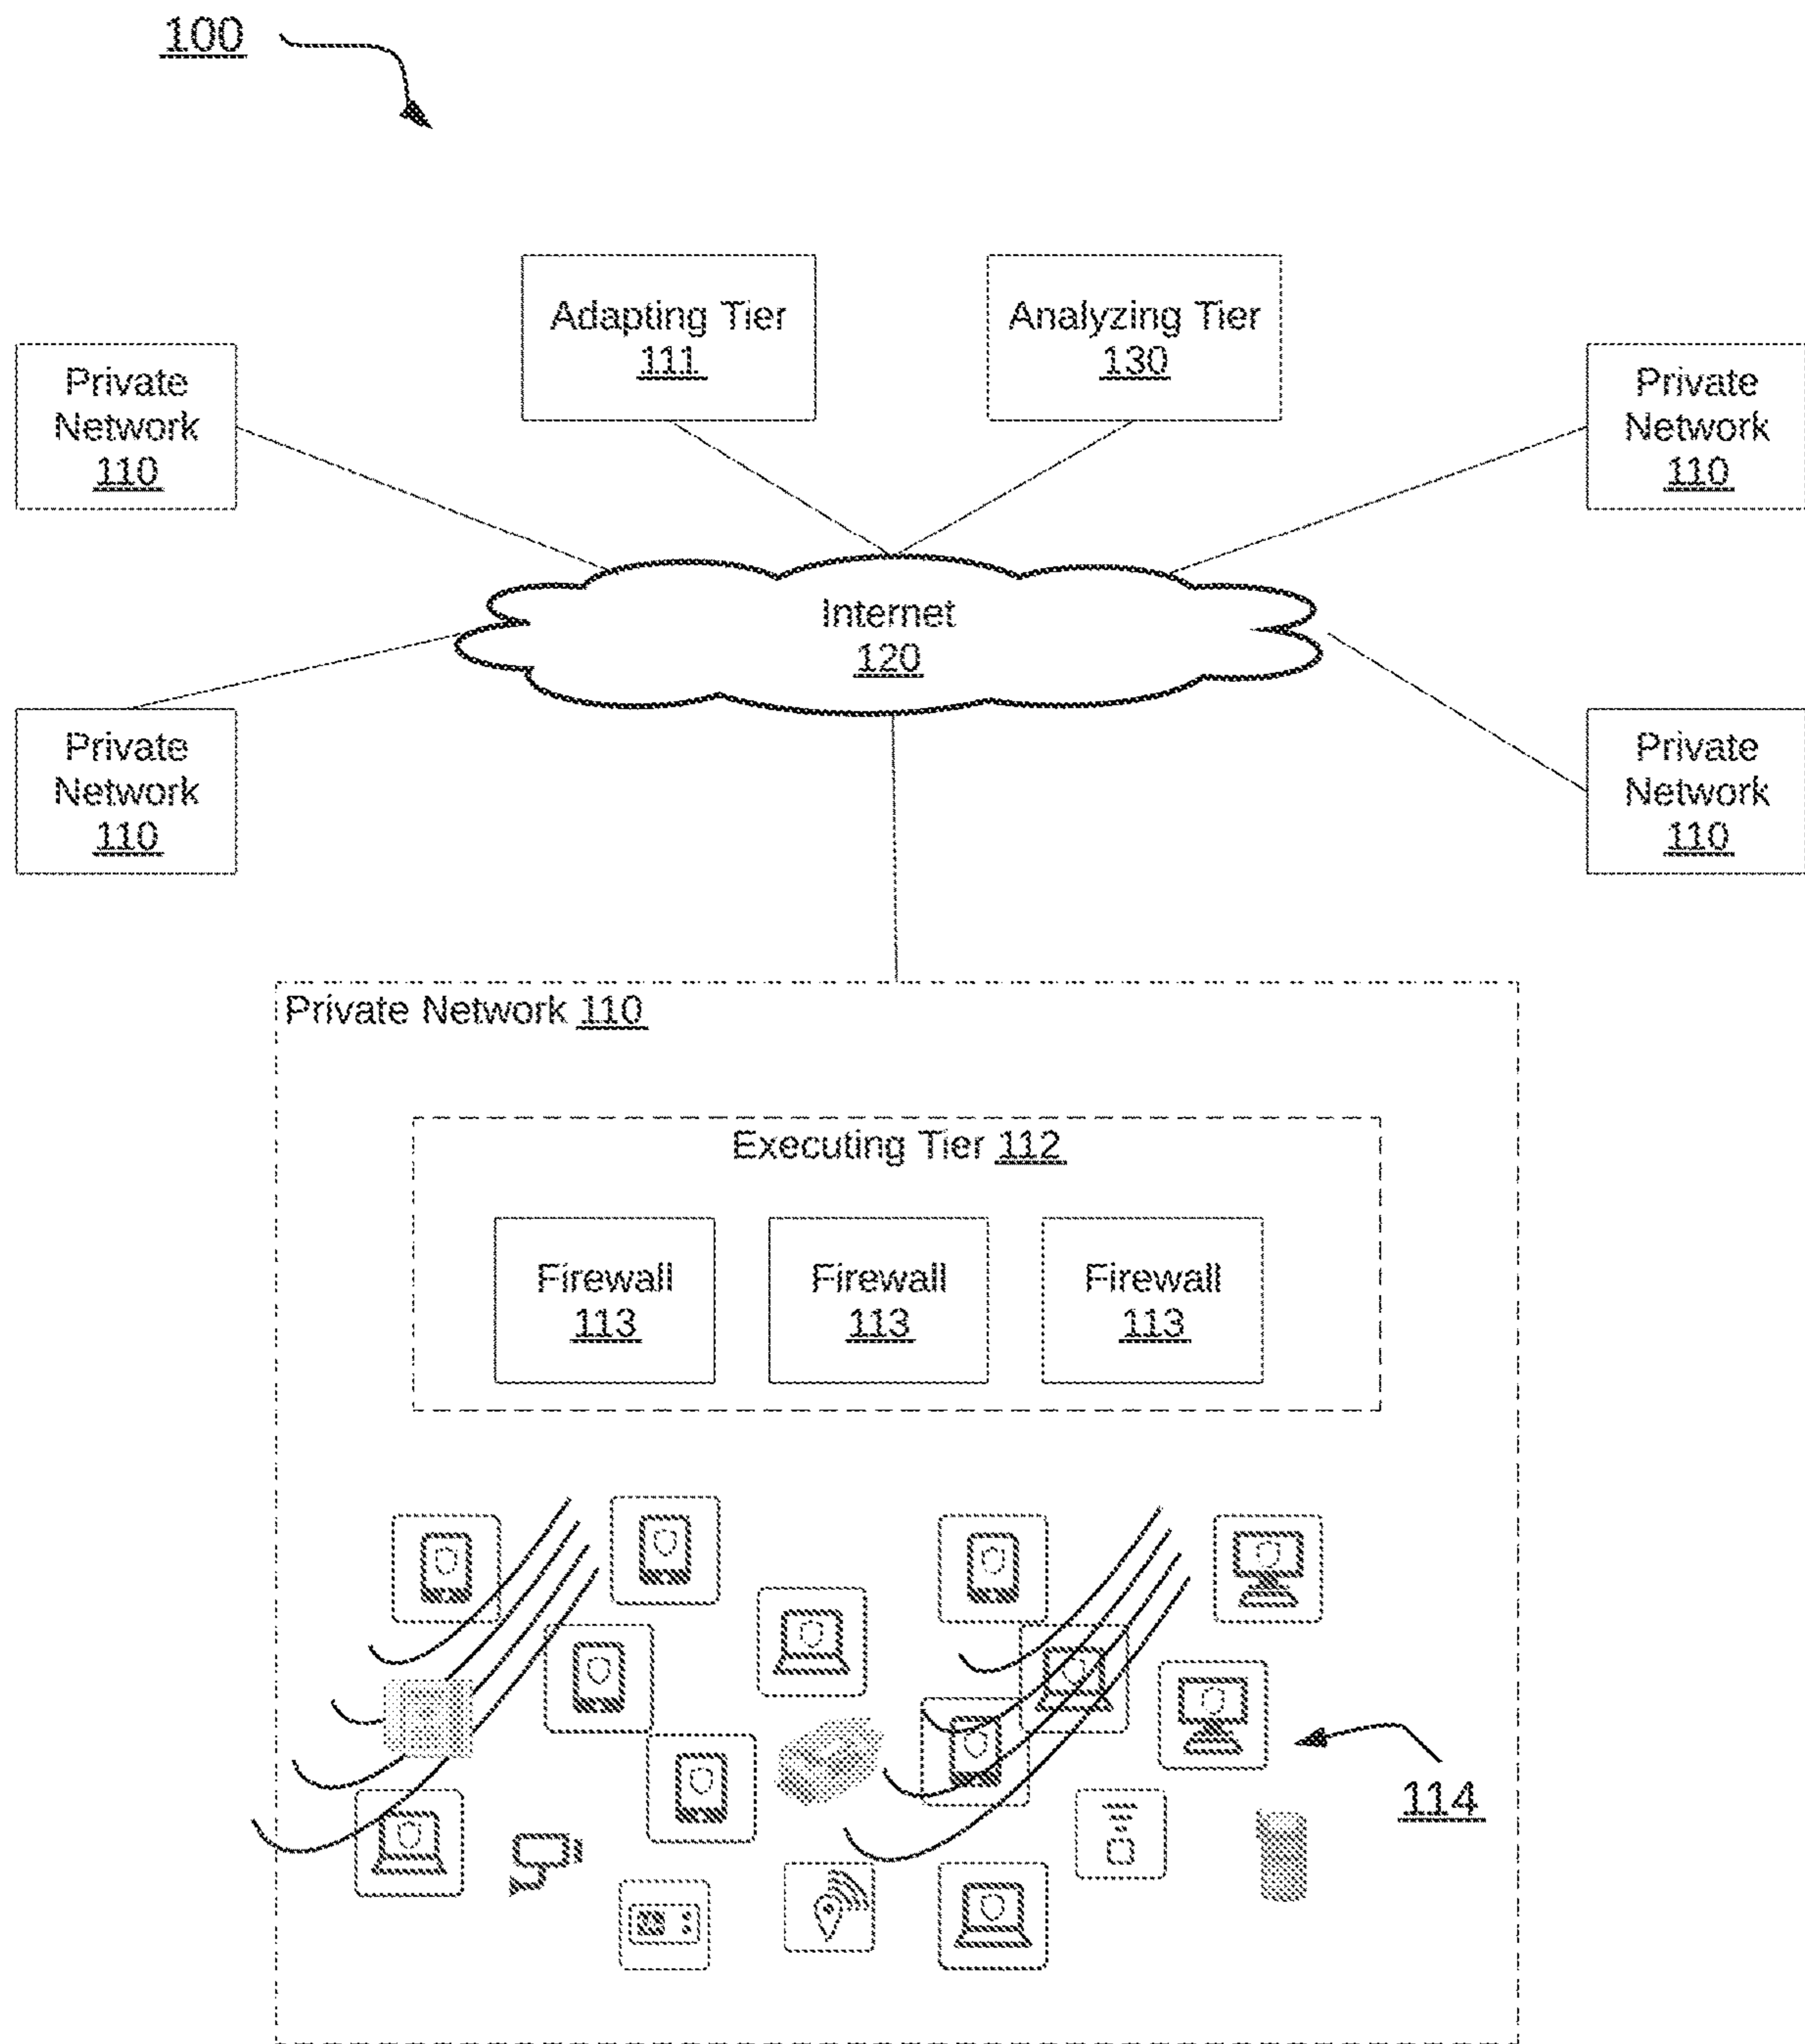 100
Adapting Tier
111
Analyzing Tier
130
Private
Network
110
Private
Network
110
Internet
120
Private
Network
110
Private
Network
110
Private Network 110
Executing Tier 112
Firewall
113
Firewall
113
Firewall
113
114